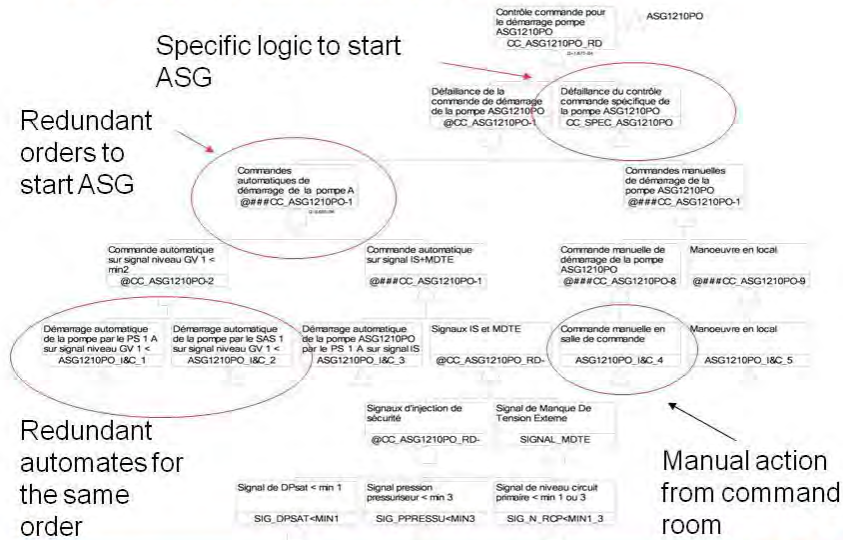 Contrôle commande pour
le démarrage pompe
ASG1210PO
CC_ASG1210PO_RD
ASG1210PO
Specific logic to start
ASG
Défaillance de la
commande de démarrage
de la pompe ASG1210PO
@CC_ASG1210PO-1
Défaillance du contrôle
commande spécifique de
la pompe ASG1210PO
CC_SPEC_ASG1210PO
Redundant
orders to
start ASG
Commandes
automatiques de
démarrage de la pompe A
@###CC_ASG1210PO-1
Commandes manuelles
de démarrage de la
pompe ASG1210PO
@###CC_ASG1210PO-1
Commande automatique
sur signal niveau GV 1 <
min2
@CC_ASG1210PO-2
Commande automatique
sur signal IS+MDTE
@###CC_ASG1210PO-1
Commande manuelle de
démarrage de la pompe
ASG1210PO
@###CC_ASG1210PO-8
Manoeuvre en local
@###CC_ASG1210PO-9
Démarrage automatique
de la pompe par le PS 1 A
sur signal niveau GV 1 <
ASG1210PO_I&C_1
Démarrage automatique
de la pompe par le SAS 1
sur signal niveau GV 1 <
ASG1210PO_I&C_2
Démarrage automatique
de la pompe ASG1210PO
par le PS 1 A sur signal IS
ASG1210PO_I&C_3
Signaux IS et MDTE
@CC_ASG1210PO_RD-
Commande manuelle en
salle de commande
ASG1210PO_I&C_4
Manoeuvre en local
ASG1210PO_I&C_5
Signaux d'injection de
sécurité
@CC_ASG1210PO_RD-
Signal de Manque De
Tension Externe
SIGNAL_MDTE
Redundant
automates for
the same
order
Manual action
from command
room
Signal de DPsat < min 1
SIG_DPSAT<MIN1
Signal pression
pressuriseur < min 3
SIG_PPRESSU<MIN3
Signal de niveau circuit
primaire < min 1 ou 3
SIG_N_RCP<MIN1_3